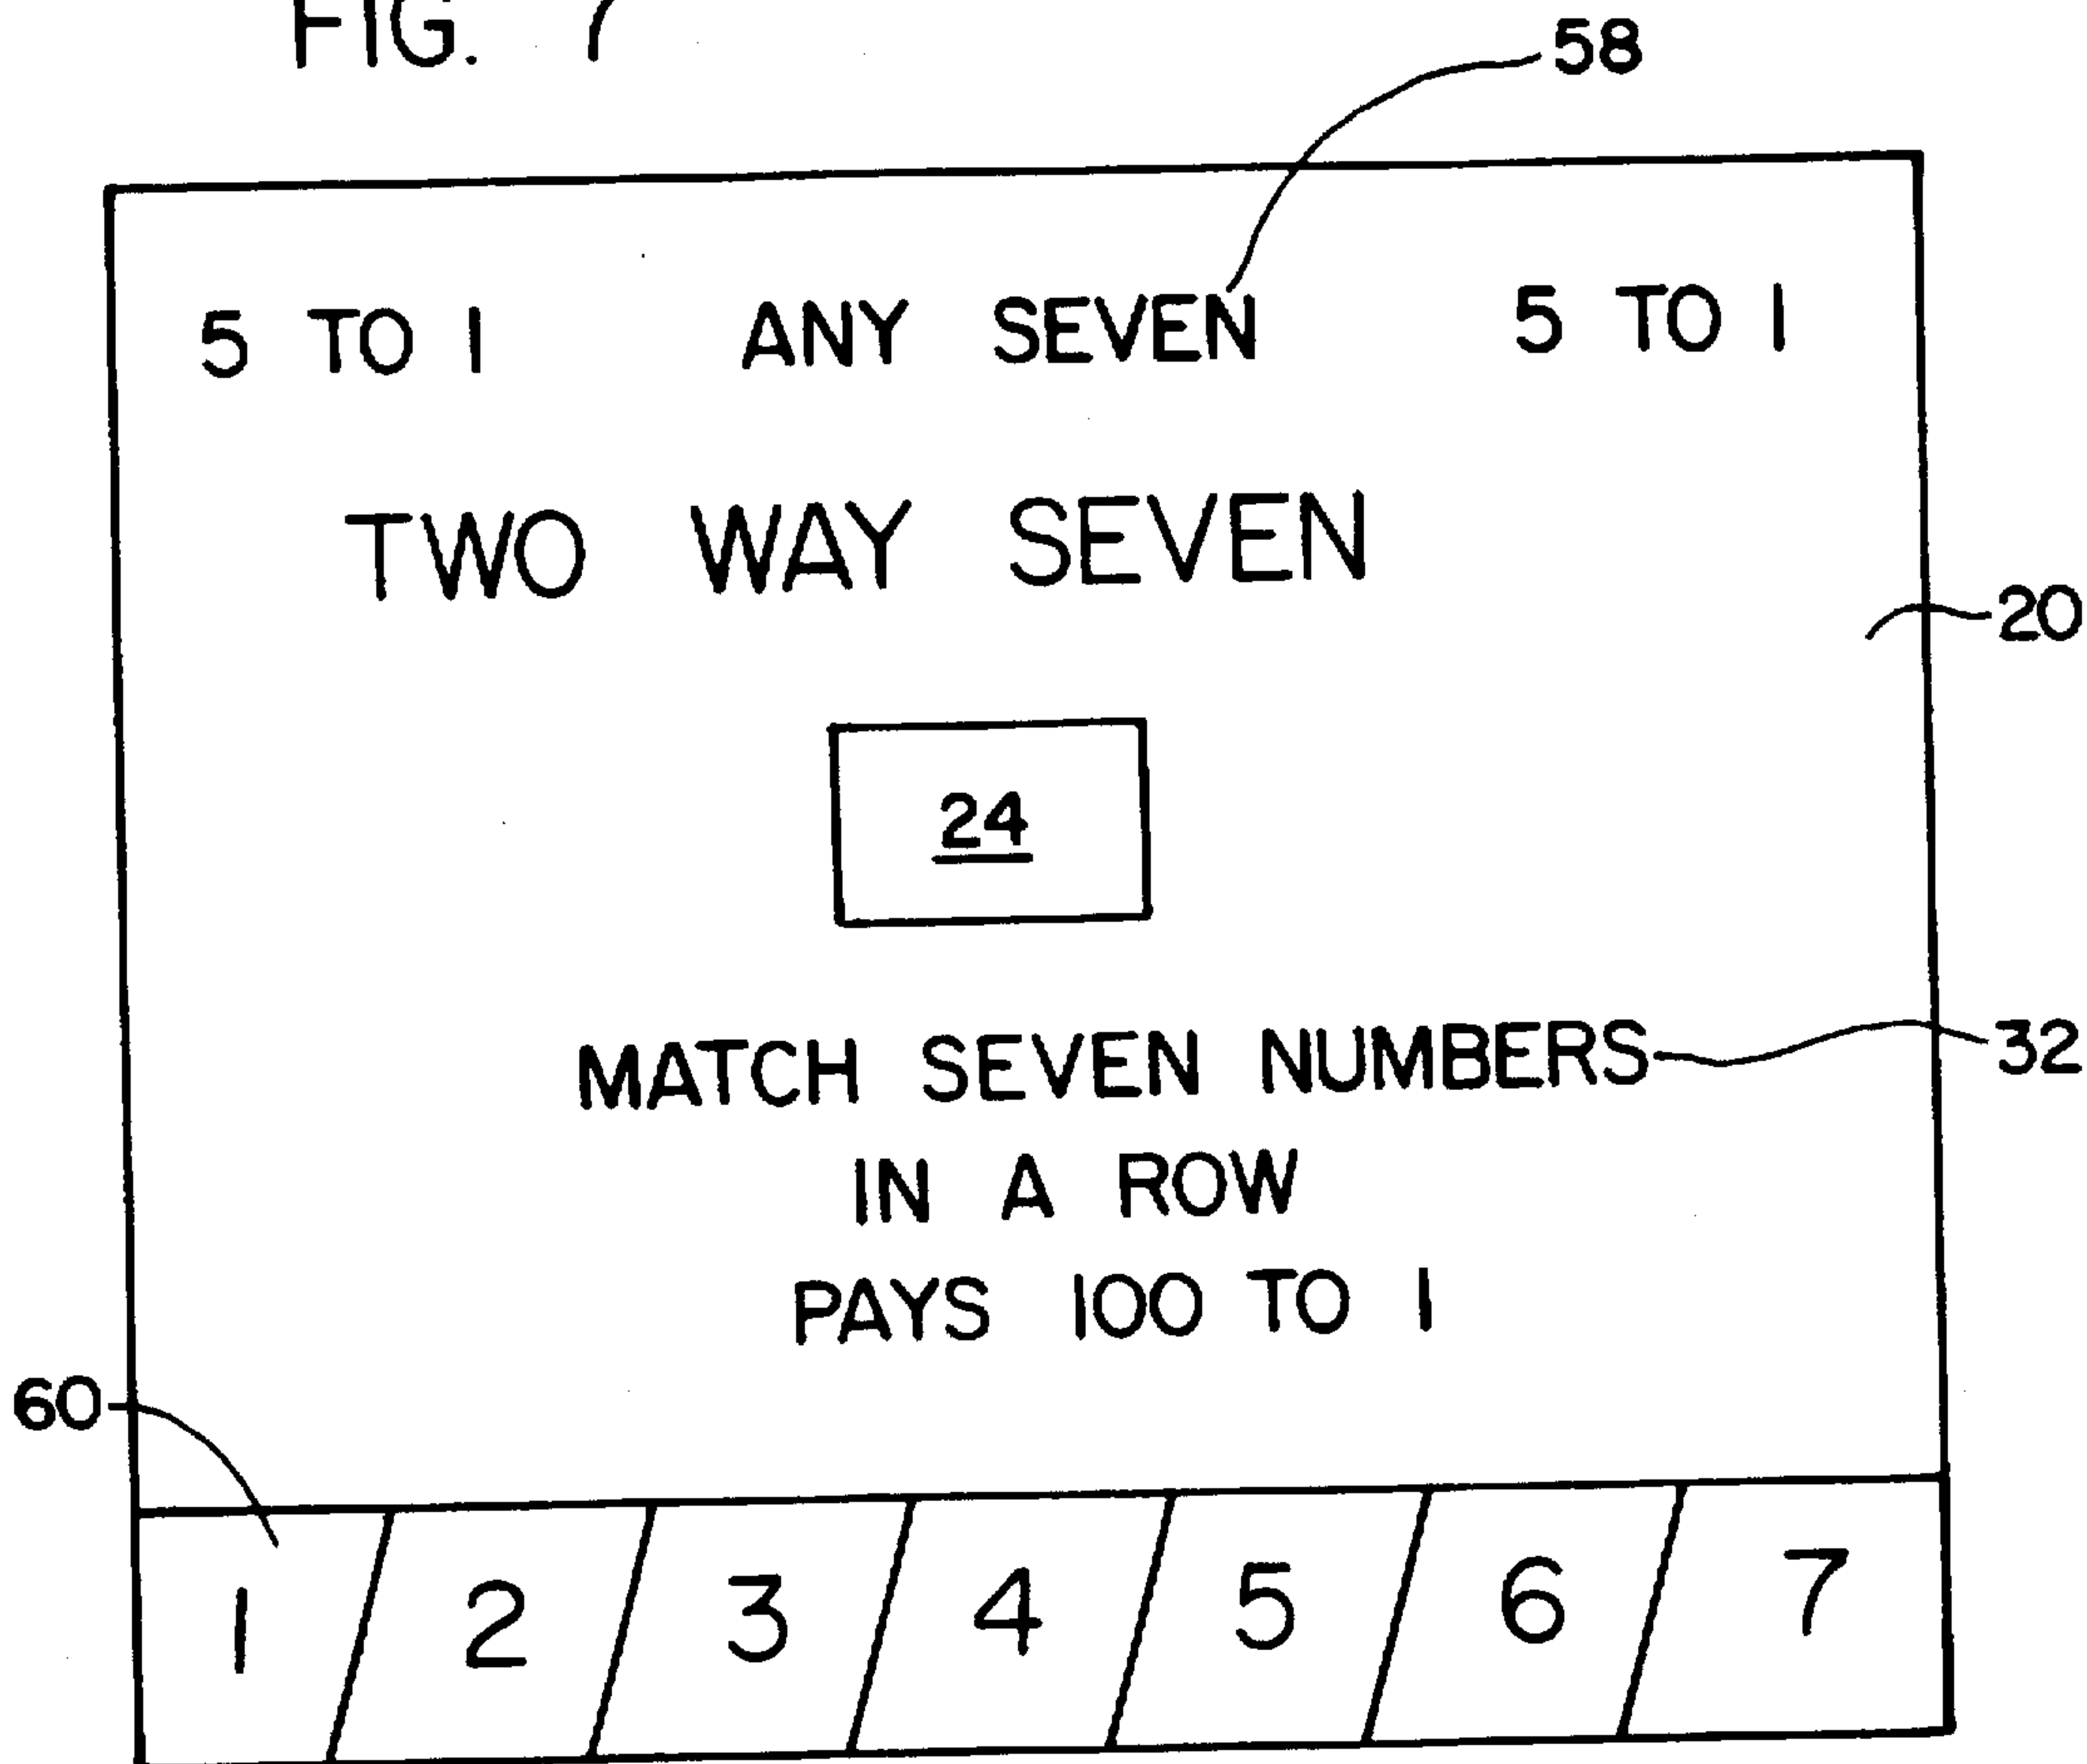 FIG. 7
58
5 TO 1 ANY SEVEN 5 TO 1
TWO WAY SEVEN
20
24
MATCH SEVEN NUMBERS
32
IN A ROW
PAYS 100 TO 1
60
1 2 3 4 5 6 7